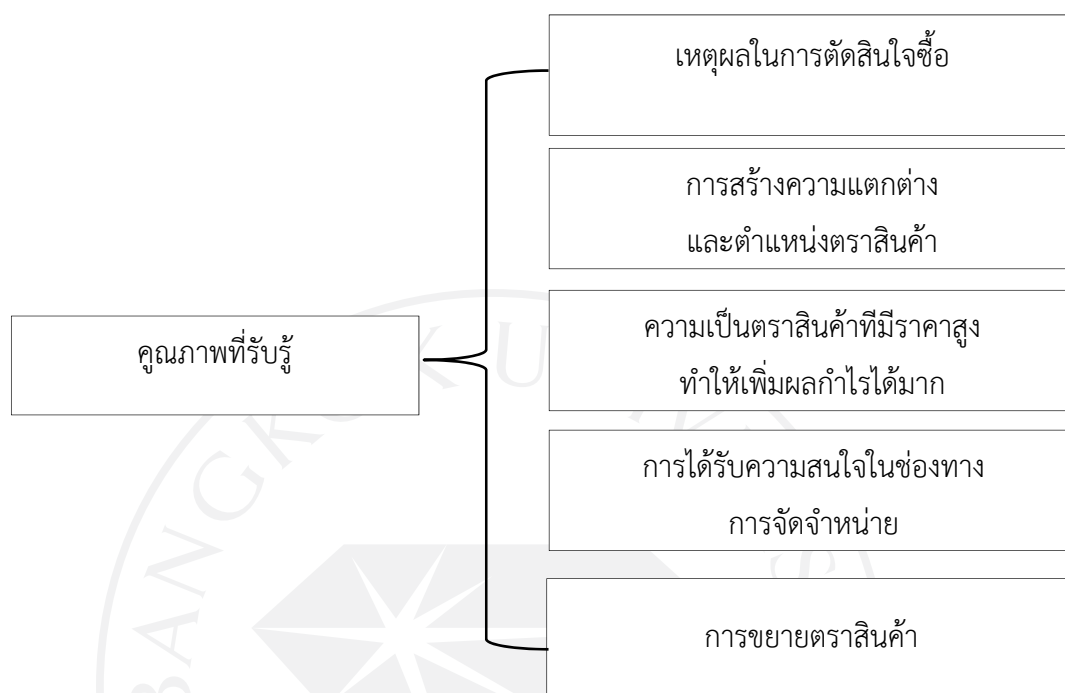 เหตุผลในการตัดสินใจซื้อ
การสร้างความแตกต่าง
และตำแหน่งตราสินค้า
คูณภาพที่รับรู้
ความเป็นตราสินค้าทีมีราคาสูง
ทำให้เพิ่มผลกำไรได้มาก
การได้รับความสนใจในช่องทาง
การจัดจำหน่าย
การขยายตราสินค้า
BANGKOK UNIVERS